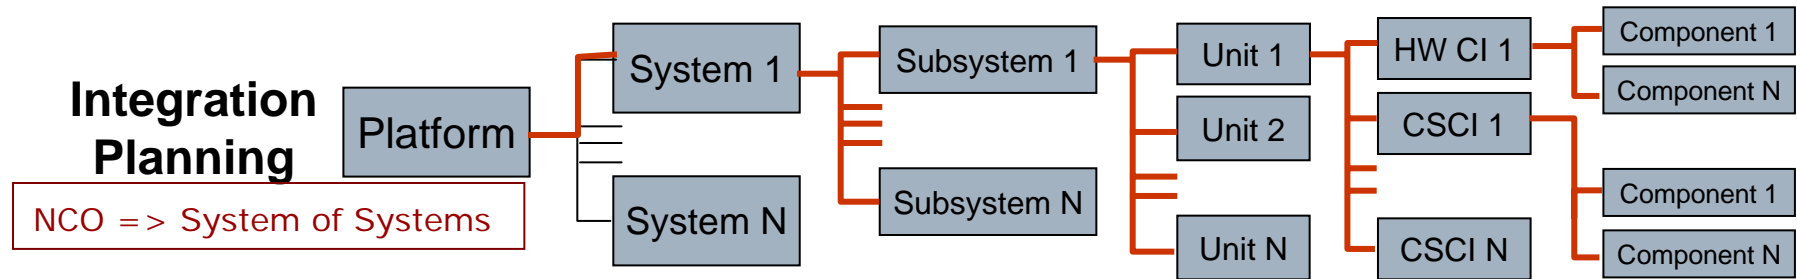 Integration
Planning
NCO => System of Systems
Platform
System 1
System N
Subsystem 1
Subsystem N
Unit 1
Unit 2
Unit N
HW CI 1
CSCI 1
CSCI N
Component 1
Component N
Component 1
Component N